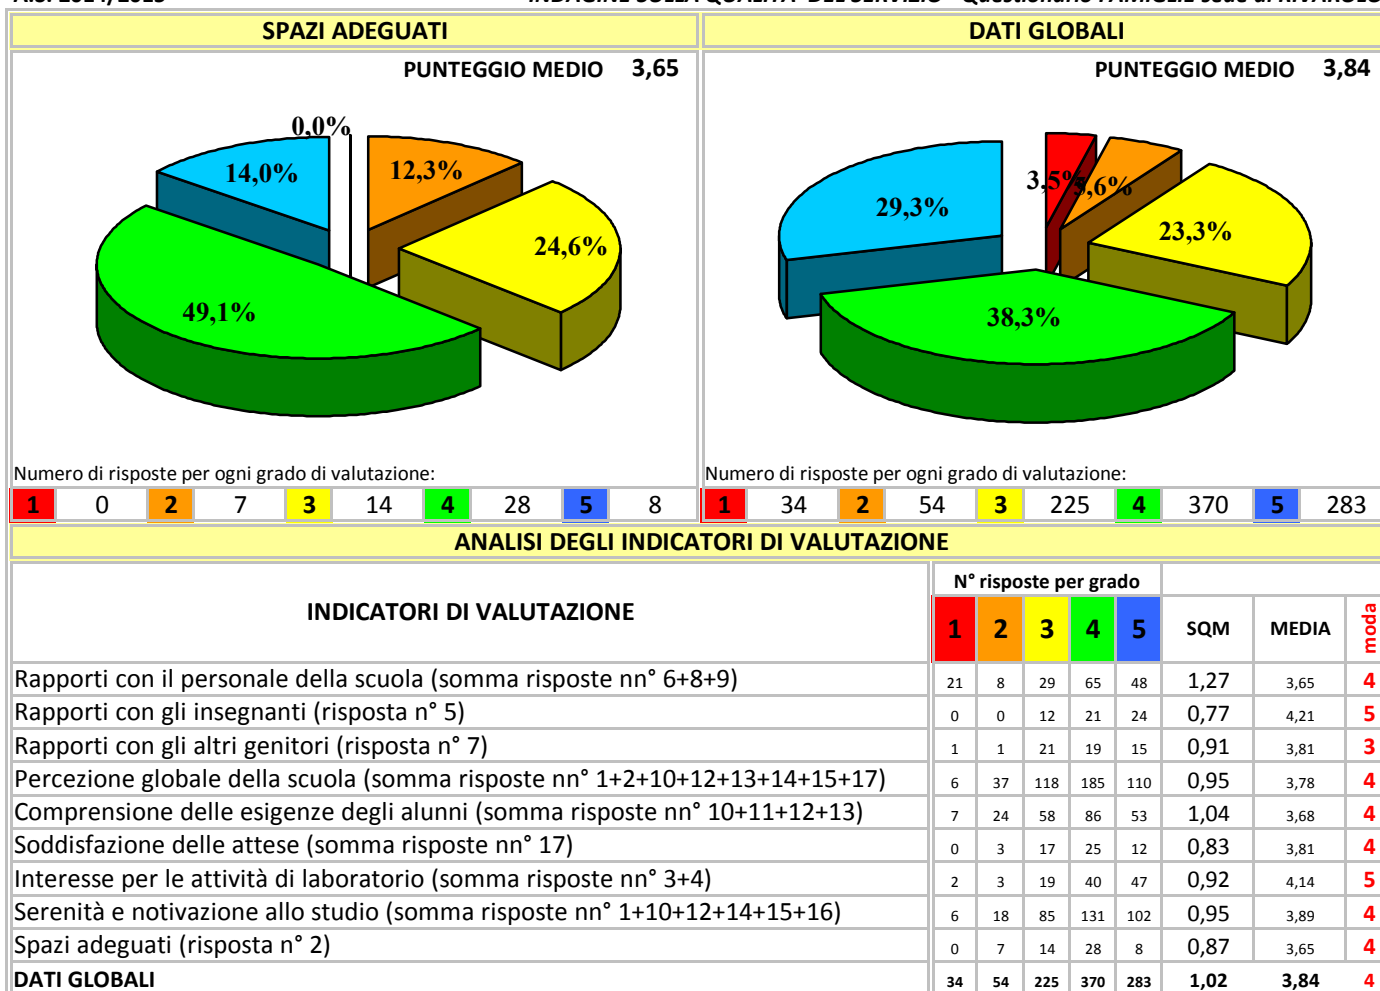 SPAZI ADEGUATI
DATI GLOBALI
PUNTEGGIO MEDIO 3,65
PUNTEGGIO MEDIO 3,84
0,0%
14,0%
12,3%
24,6%
49,1%
3,5%
5,6%
29,3%
23,3%
38,3%
Numero di risposte per ogni grado di valutazione:
Numero di risposte per ogni grado di valutazione:
1 0 2 7 3 14 4 28 5 8
1 34 2 54 3 225 4 370 5 283
ANALISI DEGLI INDICATORI DI VALUTAZIONE
N° risposte per grado
INDICATORI DI VALUTAZIONE 1 2 3 4 5 SQM MEDIA moda
Rapporti con il personale della scuola (somma risposte nn° 6+8+9) 21 8 29 65 48 1,27 3,65 4
Rapporti con gli insegnanti (risposta n° 5) 0 0 12 21 24 0,77 4,21 5
Rapporti con gli altri genitori (risposta n° 7) 1 1 21 19 15 0,91 3,81 3
Percezione globale della scuola (somma risposte nn° 1+2+10+12+13+14+15+17) 6 37 118 185 110 0,95 3,78 4
Comprensione delle esigenze degli alunni (somma risposte nn° 10+11+12+13) 7 24 58 86 53 1,04 3,68 4
Soddisfazione delle attese (somma risposte nn° 17) 0 3 17 25 12 0,83 3,81 4
Interesse per le attività di laboratorio (somma risposte nn° 3+4) 2 3 19 40 47 0,92 4,14 5
Serenità e notivazione allo studio (somma risposte nn° 1+10+12+14+15+16) 6 18 85 131 102 0,95 3,89 4
Spazi adeguati (risposta n° 2) 0 7 14 28 8 0,87 3,65 4
DATI GLOBALI 34 54 225 370 283 1,02 3,84 4